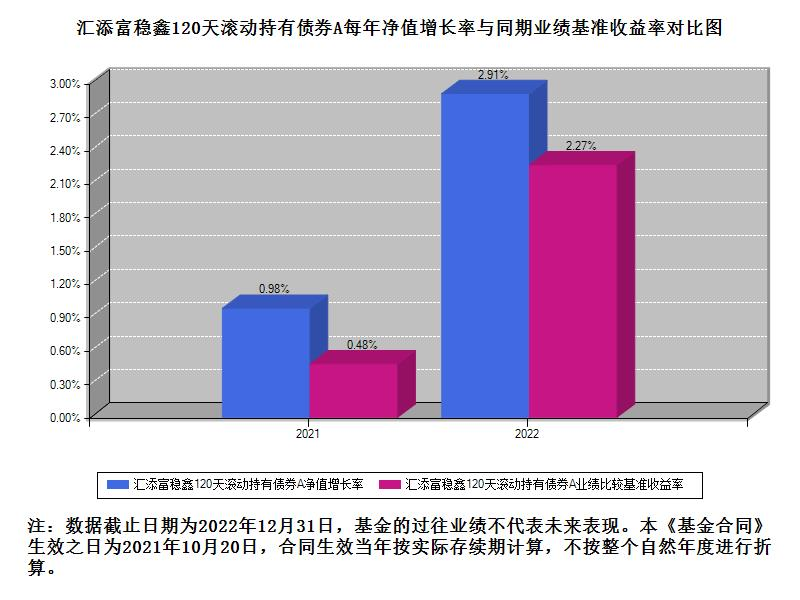 汇添富稳鑫120天滚动持有债券A每年净值增长率与同期业绩基准收益率对比图
3.00%
2.70%
2.40%
2.10%
1.80%
1.50%
1.20%
0.90%
0.60%
0.30%
0.00%
0.98%
0.48%
2.91%
2.27%
2021
2022
汇添富稳鑫120天滚动持有债券A净值增长率
汇添富稳鑫120天滚动持有债券A业绩比较基准收益率
注：数据截止日期为2022年12月31日，基金的过往业绩不代表未来表现。本《基金合同》
生效之日为2021年10月20日，合同生效当年按实际存续期计算，不按整个自然年度进行折
算。